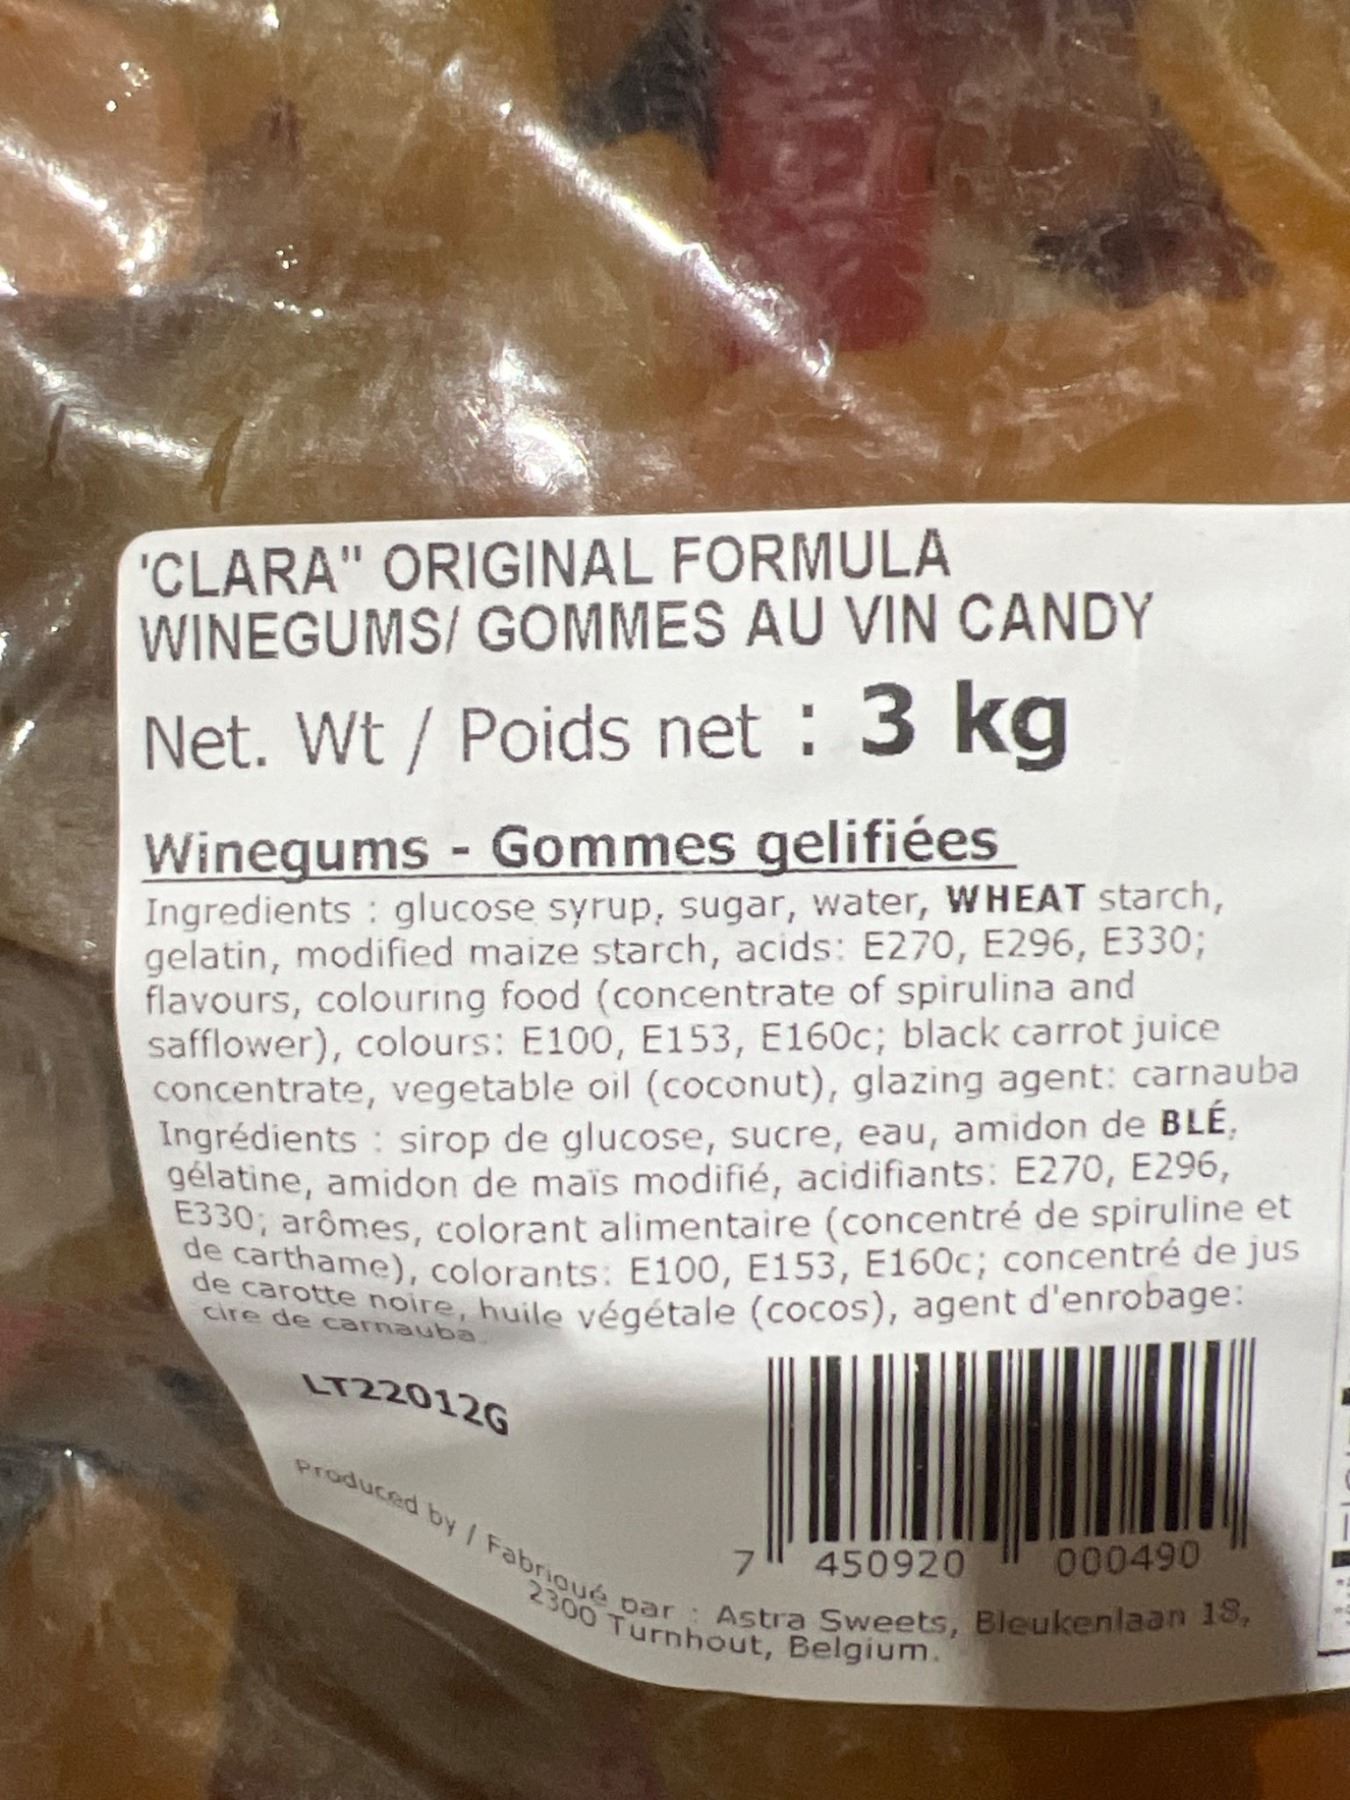 'CLARA" ORIGINAL FORMULA
WINEGUMS/ GOMMES AU VIN CANDY
Net. Wt / Poids net : 3 kg
Winegums - Gommes gelifiées
Ingredients : glucose syrup, sugar, water, WHEAT starch,
gelatin, modified maize starch, acids: E270, E296, E330;
flavours, colouring food (concentrate of spirulina and
safflower), colours: E100, E153, E160c; black carrot juice
concentrate, vegetable oil (coconut), glazing agent: carnauba
Ingrédients : sirop de glucose, sucre, eau, amidon de BLÉ,
gélatine, amidon de maïs modifié, acidifiants: E270, E296,
E330; arômes, colorant alimentaire (concentré de spiruline et
de carthame), colorants: E100, E153, E160c; concentré de jus
de carotte noire, huile végétale (cocos), agent d'enrobage:
cire de carnauba.
LT22012G
7 450920 000490
Produced by / Fabriqué par : Astra Sweets, Bleukenlaan 18,
2300 Turnhout, Belgium.